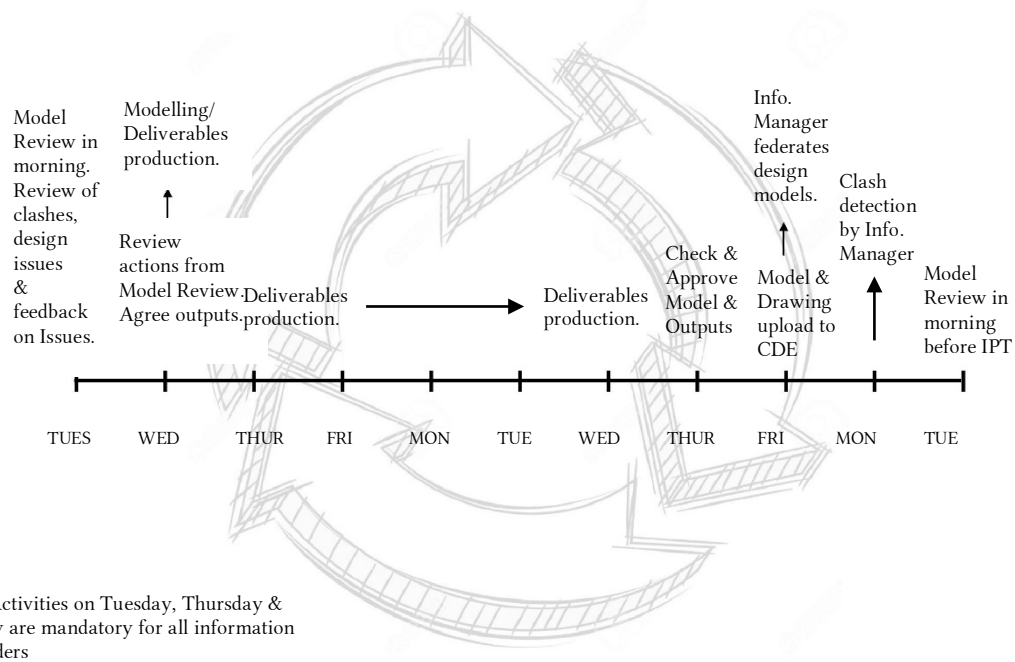 Model
Review in
morning.
Review of
clashes,
design
issues
&
feedback
on Issues.
Modelling/
Deliverables
production.
Review
actions from
Model Review.
Agree outputs.
Deliverables
production.
Deliverables
production.
Check &
Approve
Model &
Outputs
Info.
Manager
federates
design
models.
Model &
Drawing
upload to
CDE
Clash
detection
by Info.
Manager
Model
Review in
morning
before IPT
TUES WED THUR FRI MON TUE WED THUR FRI MON TUE
on Tuesday, Thursday &
are mandatory for all information